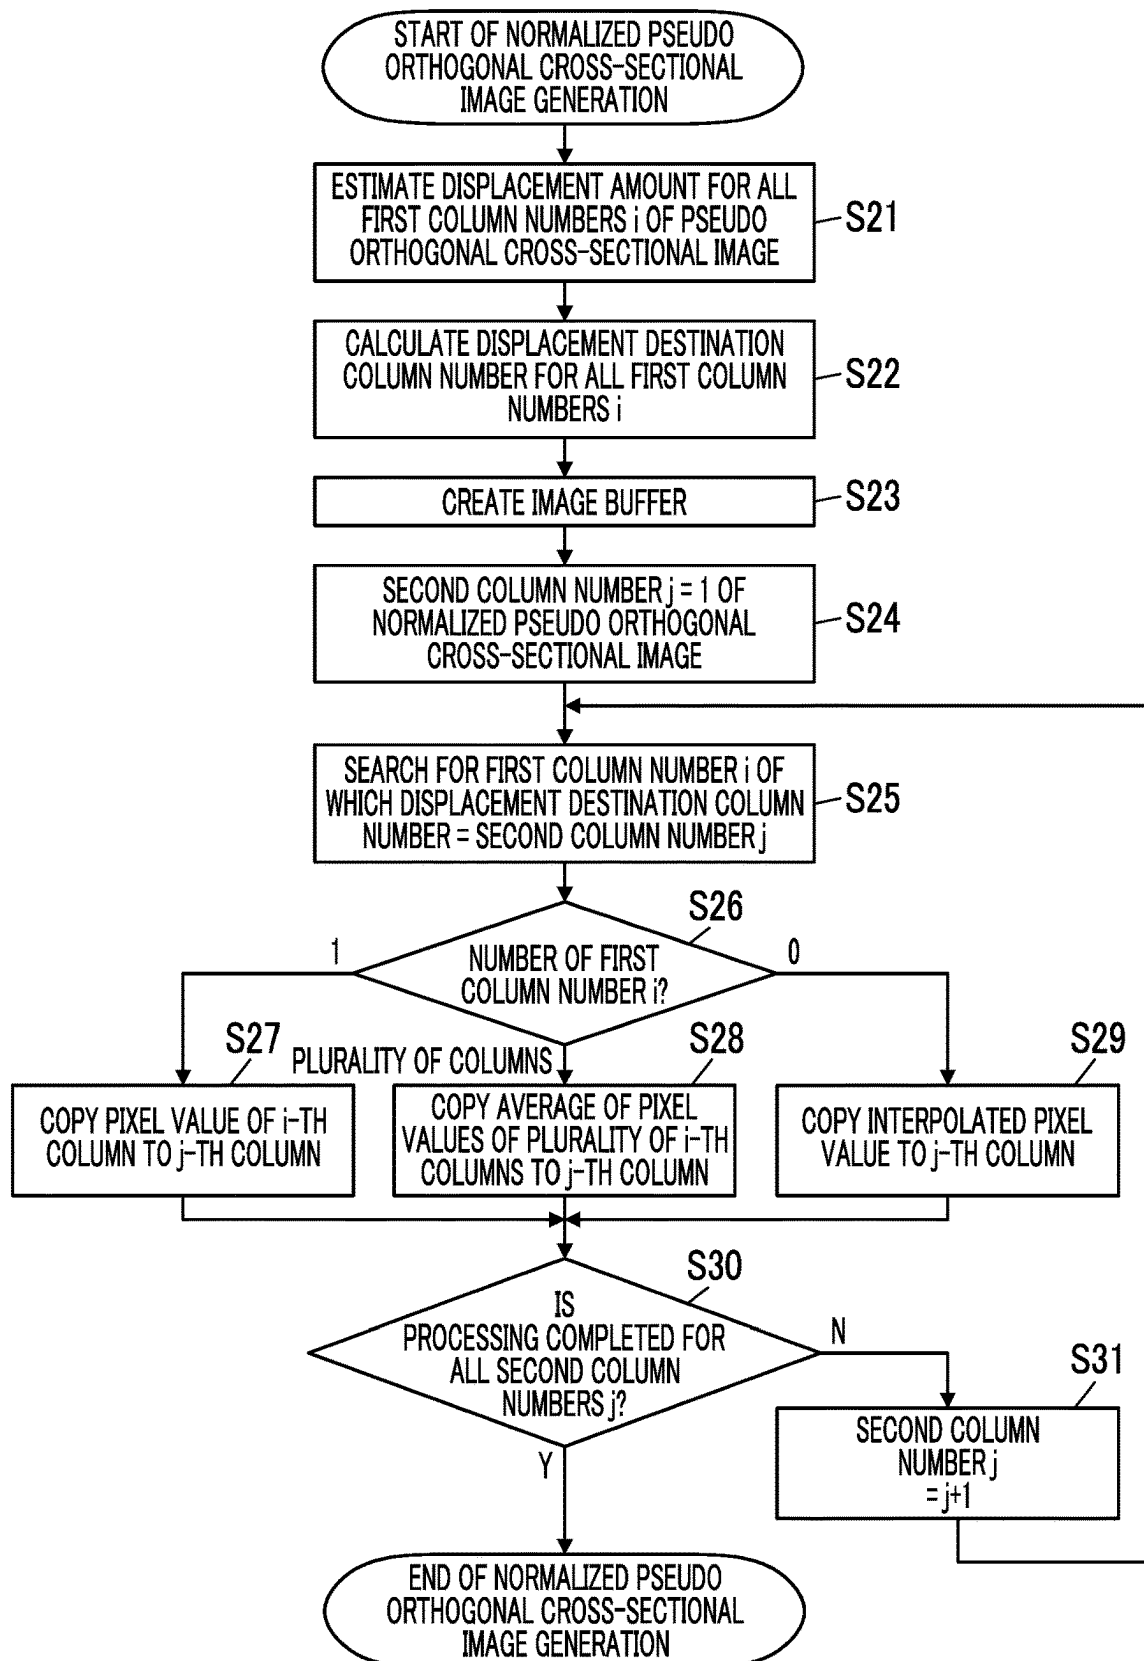 START OF NORMALIZED PSEUDO
ORTHOGONAL CROSS-SECTIONAL
IMAGE GENERATION
ESTIMATE DISPLACEMENT AMOUNT FOR ALL
FIRST COLUMN NUMBERS i OF PSEUDO
ORTHOGONAL CROSS-SECTIONAL IMAGE
S21
CALCULATE DISPLACEMENT DESTINATION
COLUMN NUMBER FOR ALL FIRST COLUMN
NUMBERS i
S22
CREATE IMAGE BUFFER
S23
SECOND COLUMN NUMBER j = 1 OF
NORMALIZED PSEUDO ORTHOGONAL
CROSS-SECTIONAL IMAGE
S24
SEARCH FOR FIRST COLUMN NUMBER i OF
WHICH DISPLACEMENT DESTINATION COLUMN
NUMBER = SECOND COLUMN NUMBER j
S25
S26
1
0
NUMBER OF FIRST
COLUMN NUMBER i?
S27
PLURALITY OF COLUMNS
S28
S29
COPY PIXEL VALUE OF i-TH
COLUMN TO j-TH COLUMN
COPY AVERAGE OF PIXEL
VALUES OF PLURALITY OF i-TH
COLUMNS TO j-TH COLUMN
COPY INTERPOLATED PIXEL
VALUE TO j-TH COLUMN
S30
IS
PROCESSING COMPLETED FOR
ALL SECOND COLUMN
NUMBERS j?
N
S31
Y
SECOND COLUMN
NUMBER j
= j+1
END OF NORMALIZED PSEUDO
ORTHOGONAL CROSS-SECTIONAL
IMAGE GENERATION